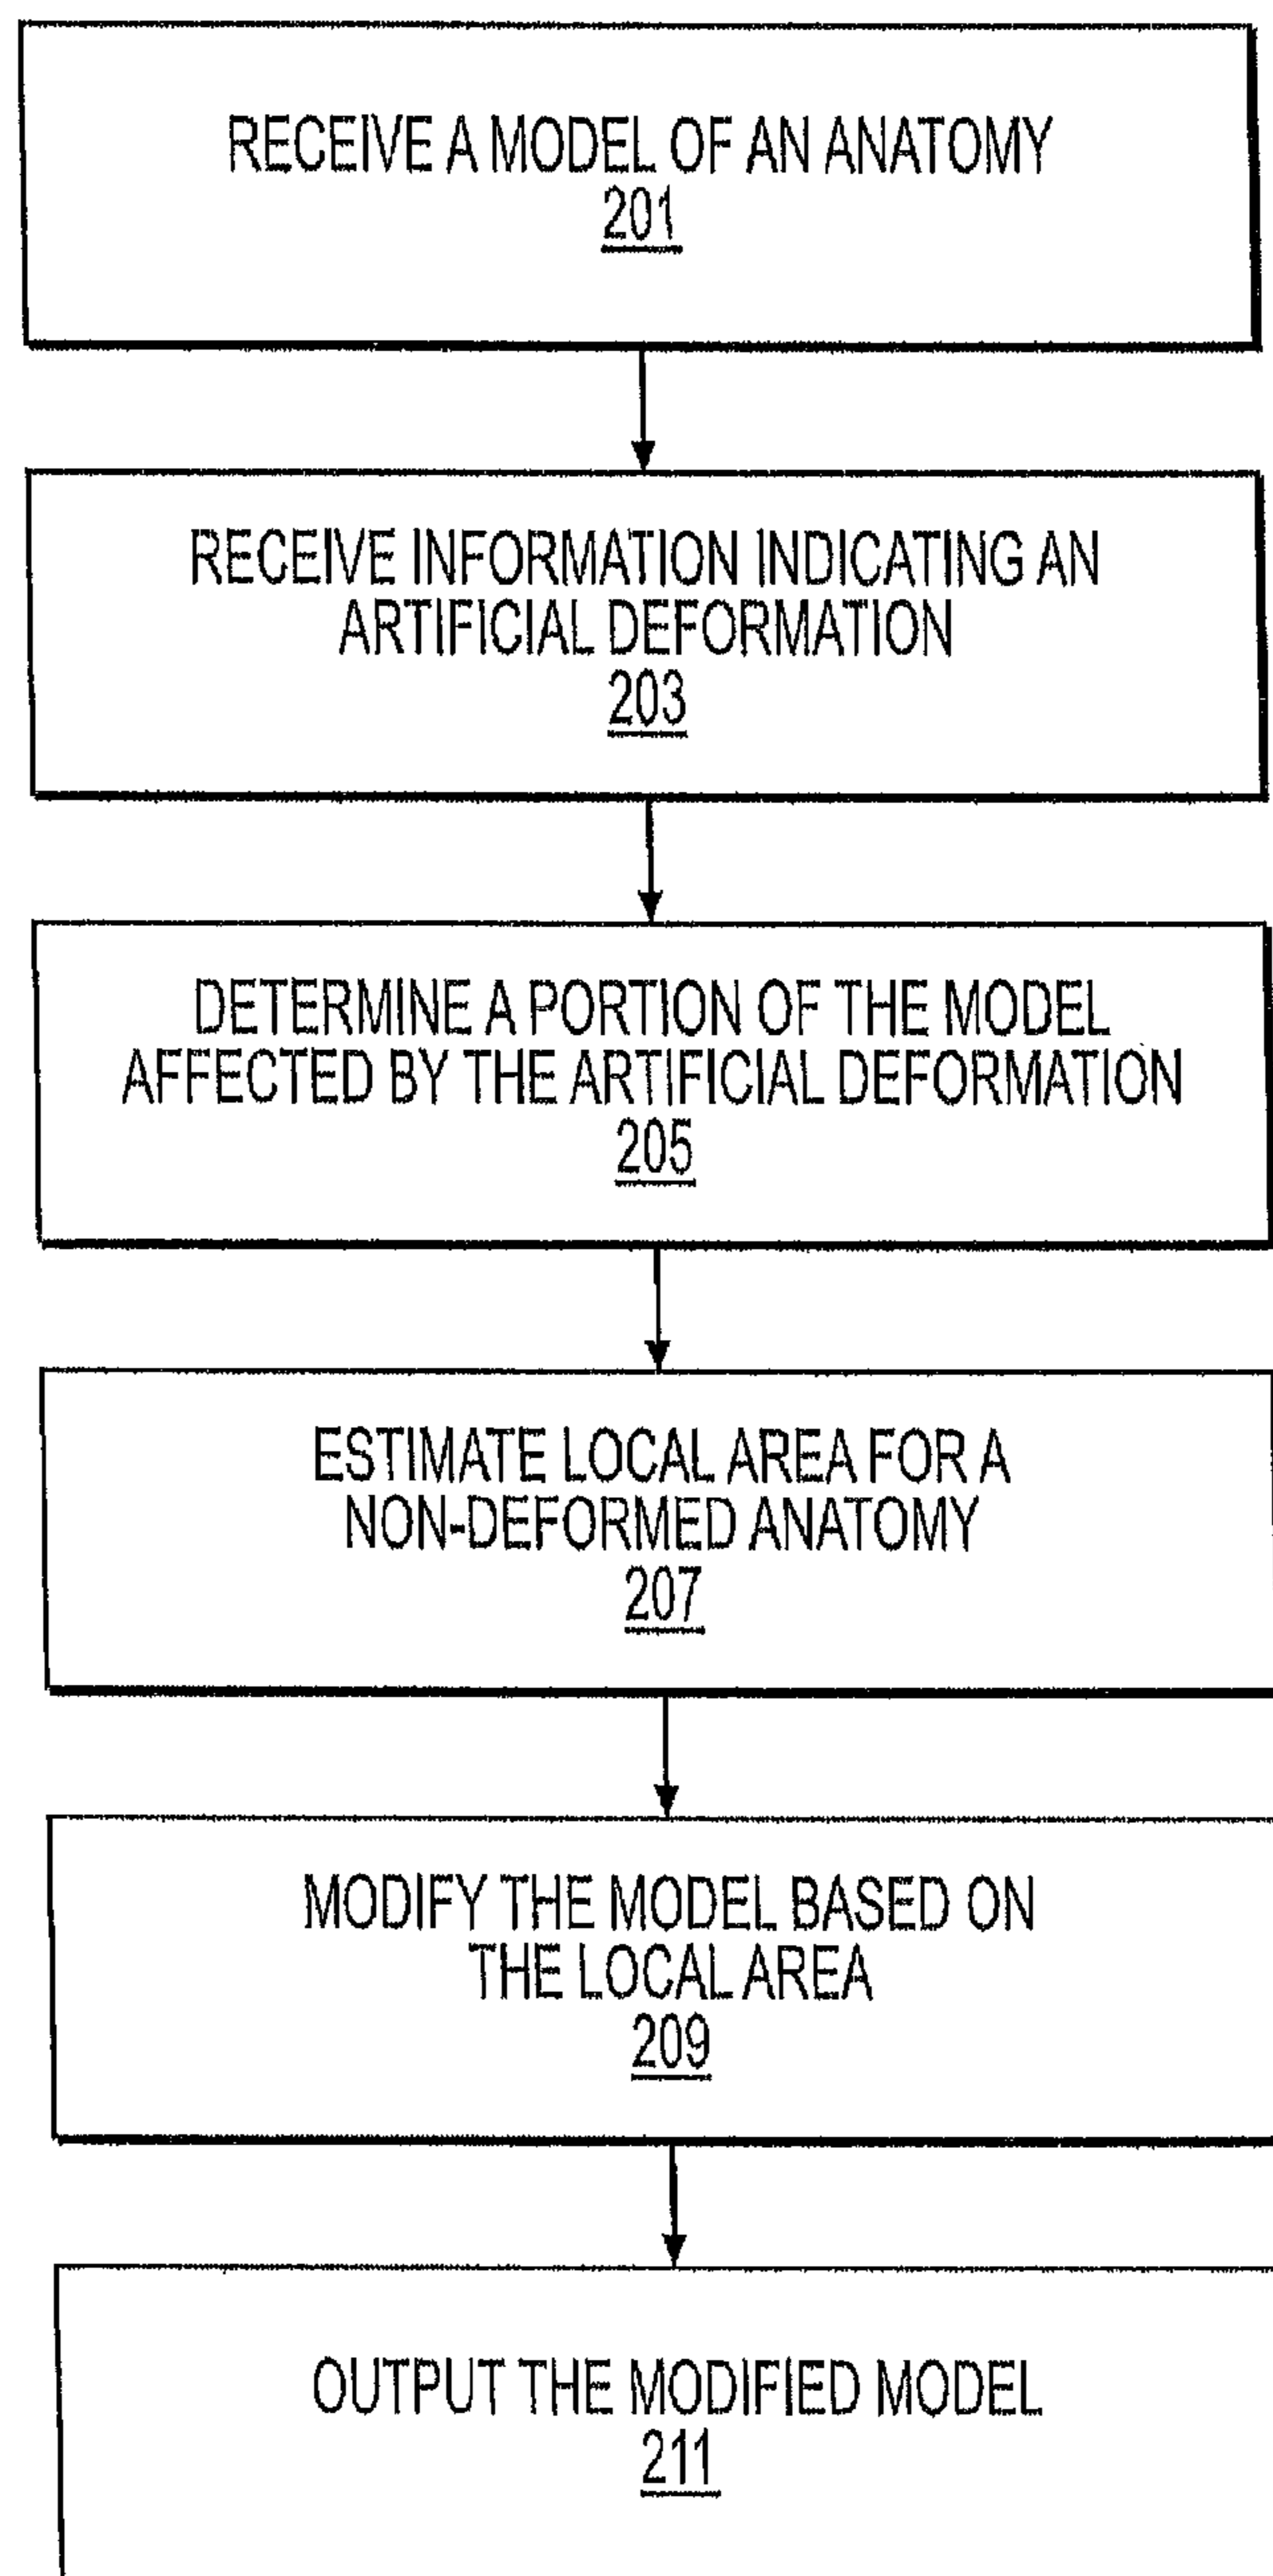 RECEIVE A MODEL OF AN ANATOMY
201
RECEIVE INFORMATION INDICATING AN
ARTIFICIAL DEFORMATION
203
DETERMINE A PORTION OF THE MODEL
AFFECTED BY THE ARTIFICIAL DEFORMATION
205
ESTIMATE LOCAL AREA FOR A
NON-DEFORMED ANATOMY
207
MODIFY THE MODEL BASED ON
THE LOCAL AREA
209
OUTPUT THE MODIFIED MODEL
211